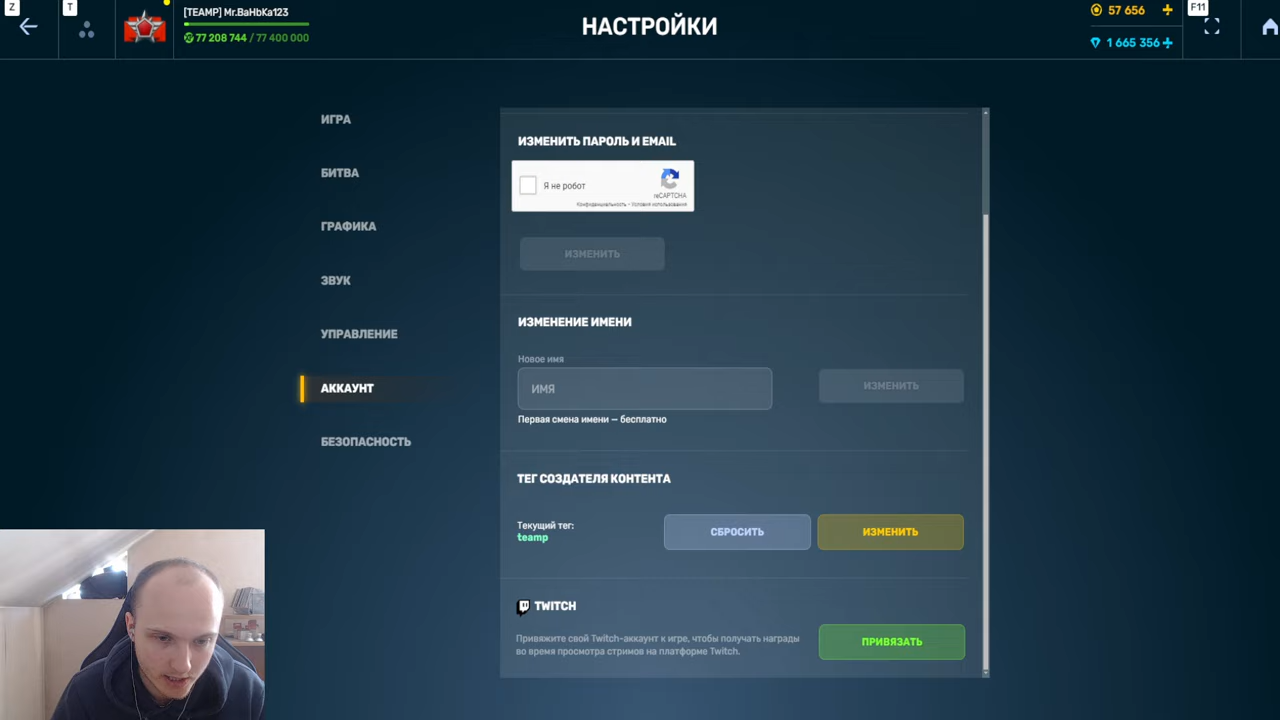 Z
T
[TEAMP] Mr.BaHbKa123
77 208 744 / 77 400 000
НАСТРОЙКИ
57 656 +
1 665 356 +
F11
ИГРА
БИТВА
ГРАФИКА
ЗВУК
УПРАВЛЕНИЕ
АККАУНТ
БЕЗОПАСНОСТЬ
ИЗМЕНИТЬ ПАРОЛЬ И EMAIL
Я не робот
reCAPTCHA
Конфиденциальность - Условия использования
ИЗМЕНИТЬ
ИЗМЕНЕНИЕ ИМЕНИ
Новое имя
ИМЯ
ИЗМЕНИТЬ
Первая смена имени — бесплатно
ТЕГ СОЗДАТЕЛЯ КОНТЕНТА
Текущий тег:
teamp
СБРОСИТЬ
ИЗМЕНИТЬ
TWITCH
Привяжите свой Twitch-аккаунт к игре, чтобы получать награды
во время просмотра стримов на платформе Twitch.
ПРИВЯЗАТЬ